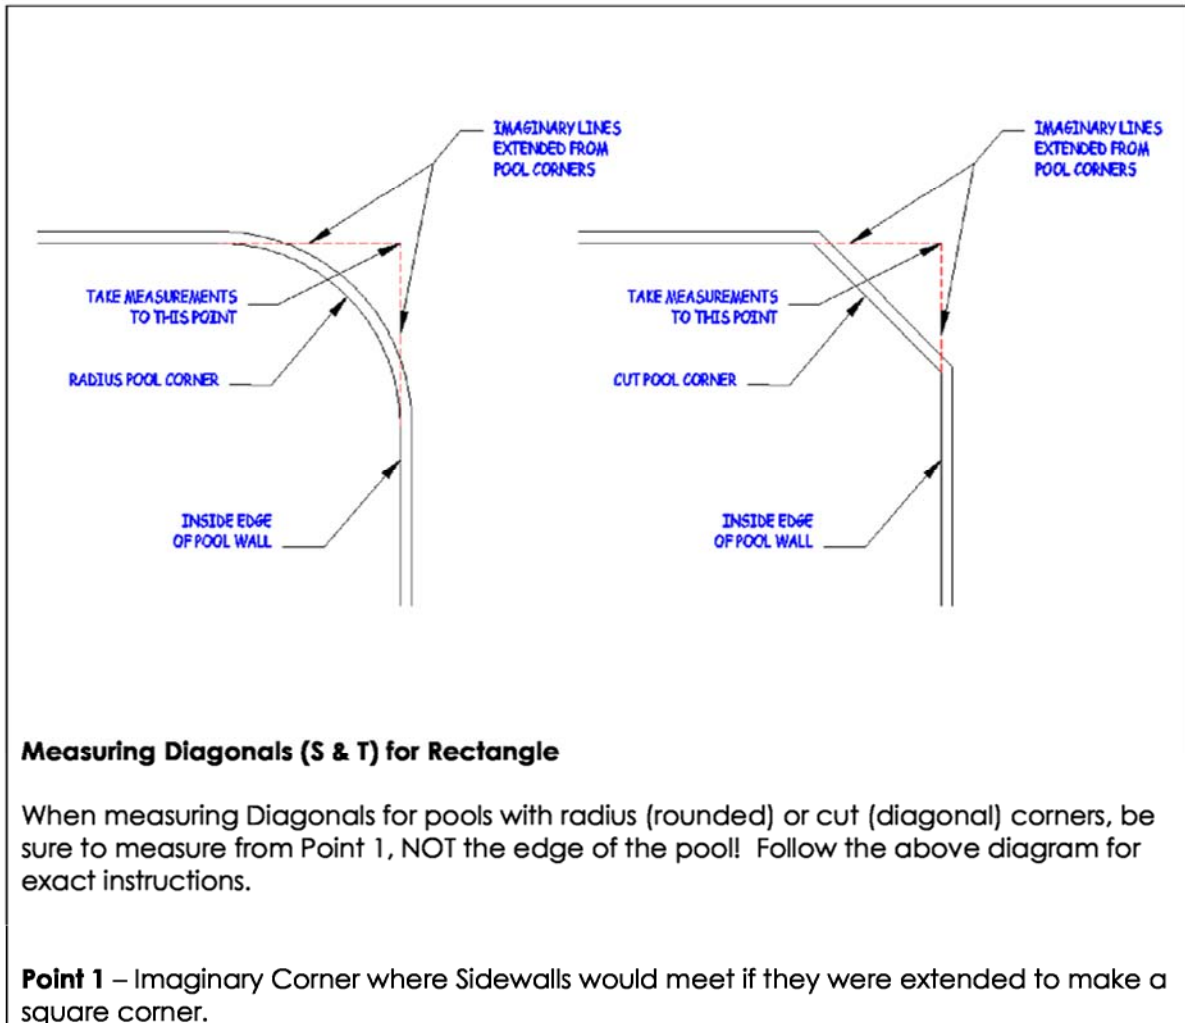 IMAGINARY LINES
EXTENDED FROM
POOL CORNERS
TAKE MEASUREMENTS
TO THIS POINT
RADIUS POOL CORNER
INSIDE EDGE
OF POOL WALL
IMAGINARY LINES
EXTENDED FROM
POOL CORNERS
TAKE MEASUREMENTS
TO THIS POINT
CUT POOL CORNER
INSIDE EDGE
OF POOL WALL
Measuring Diagonals (S & T) for Rectangle
When measuring Diagonals for pools with radius (rounded) or cut (diagonal) corners, be
sure to measure from Point 1, NOT the edge of the pool! Follow the above diagram for
exact instructions.
Point 1 – Imaginary Corner where Sidewalls would meet if they were extended to make a
square corner.